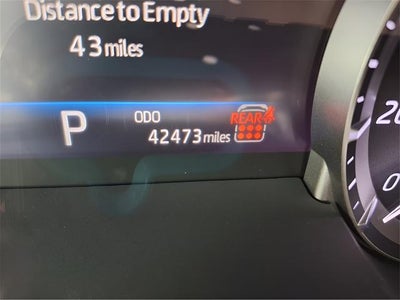 Distance to Empty
43 miles
P
ODO
42473 miles
REAR